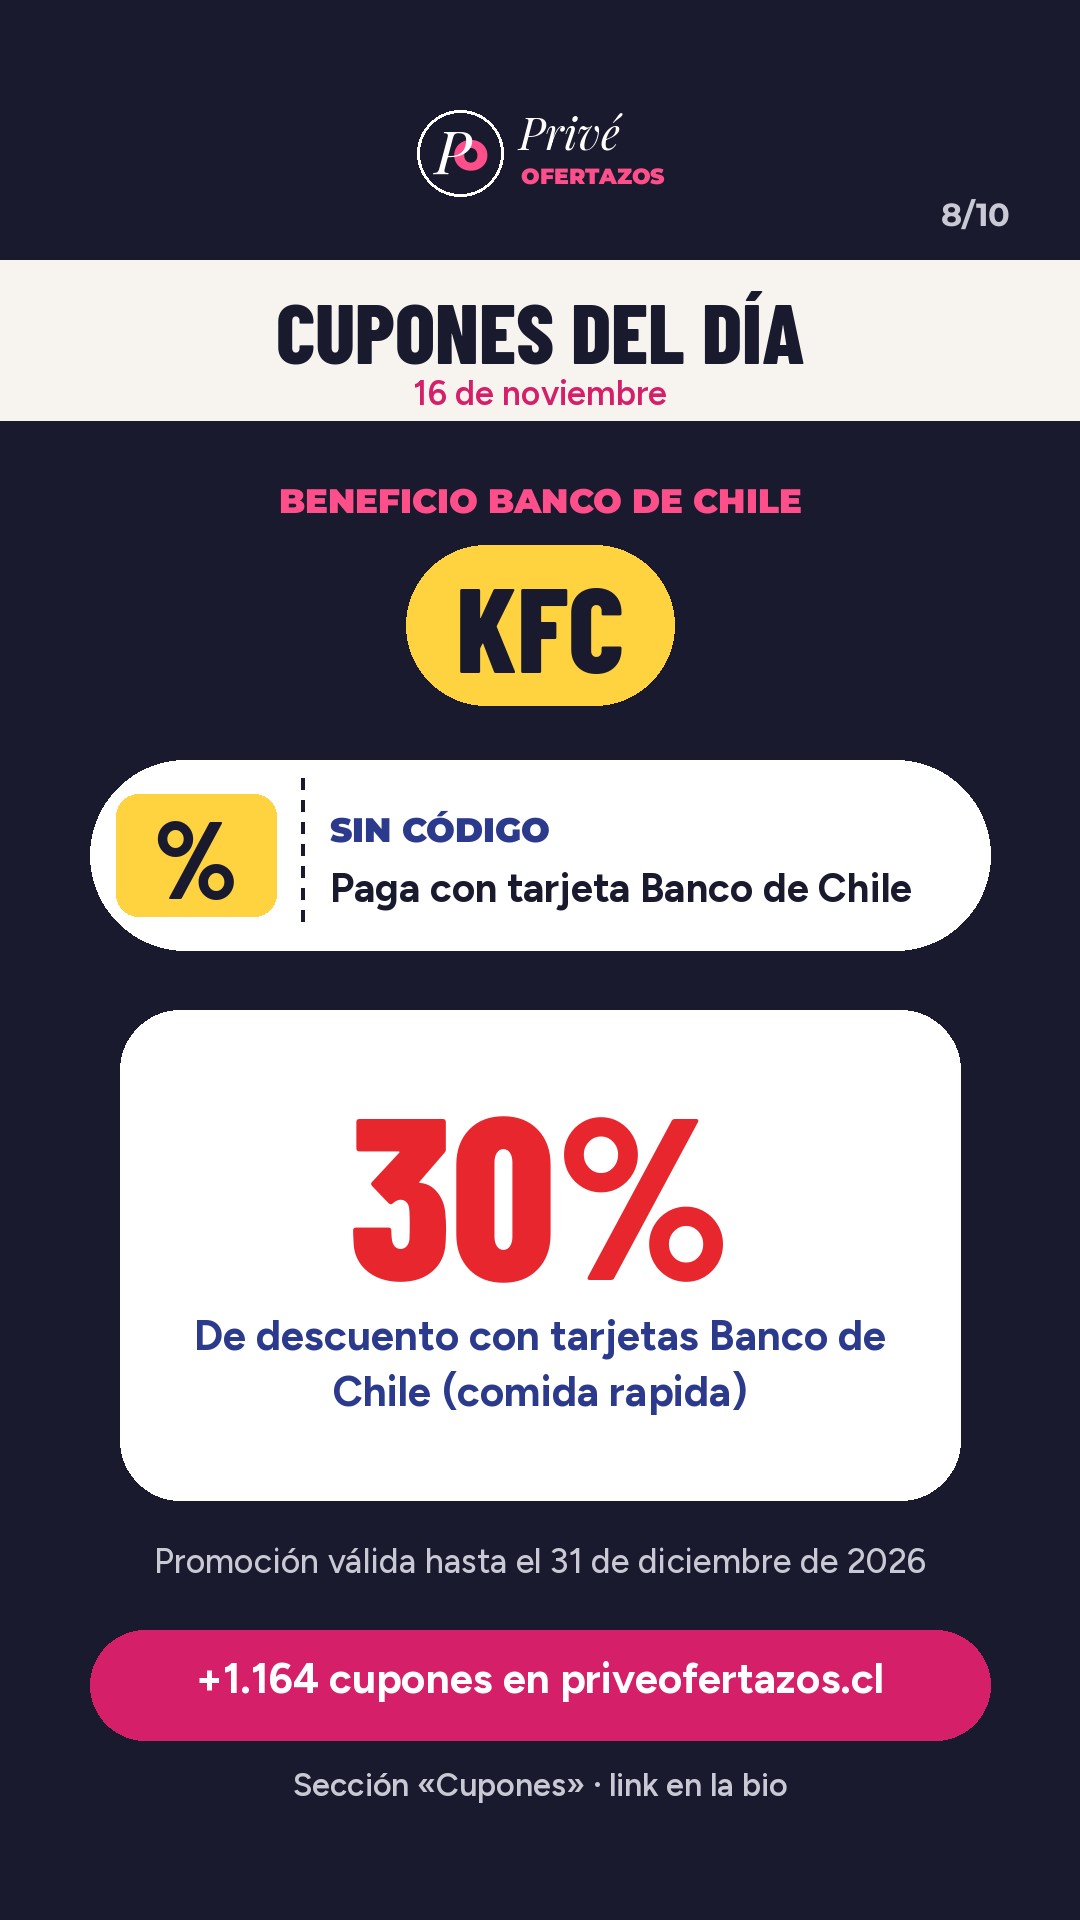 Po
Privé
OFERTAZOS
8/10
CUPONES DEL DÍA
16 de noviembre
BENEFICIO BANCO DE CHILE
KFC
%
SIN CÓDIGO
Paga con tarjeta Banco de Chile
30%
De descuento con tarjetas Banco de
Chile (comida rapida)
Promoción válida hasta el 31 de diciembre de 2026
+1.164 cupones en priveofertazos.cl
Sección «Cupones» · link en la bio